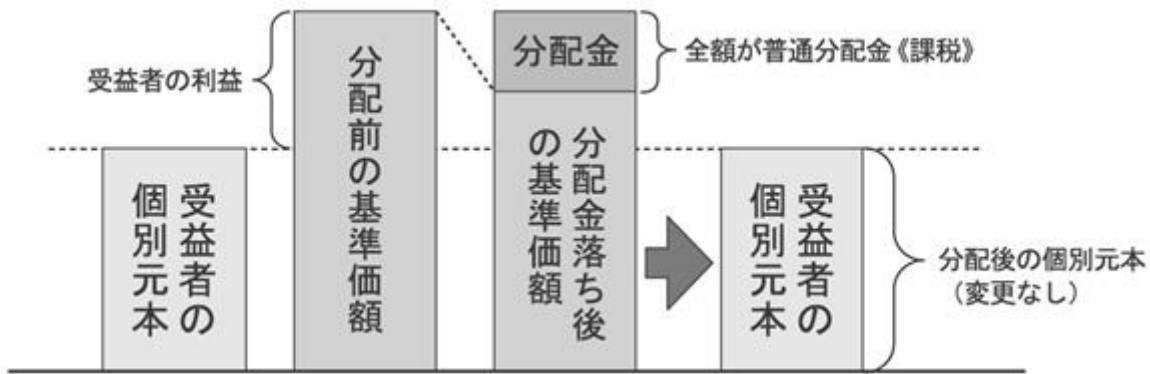 受益者の利益
受益者の
個別元本
分配前の基準価額
分配金
全額が普通分配金《課税》
分配金落ち後
の基準価額
受益者の
個別元本
分配後の個別元本
（変更なし）